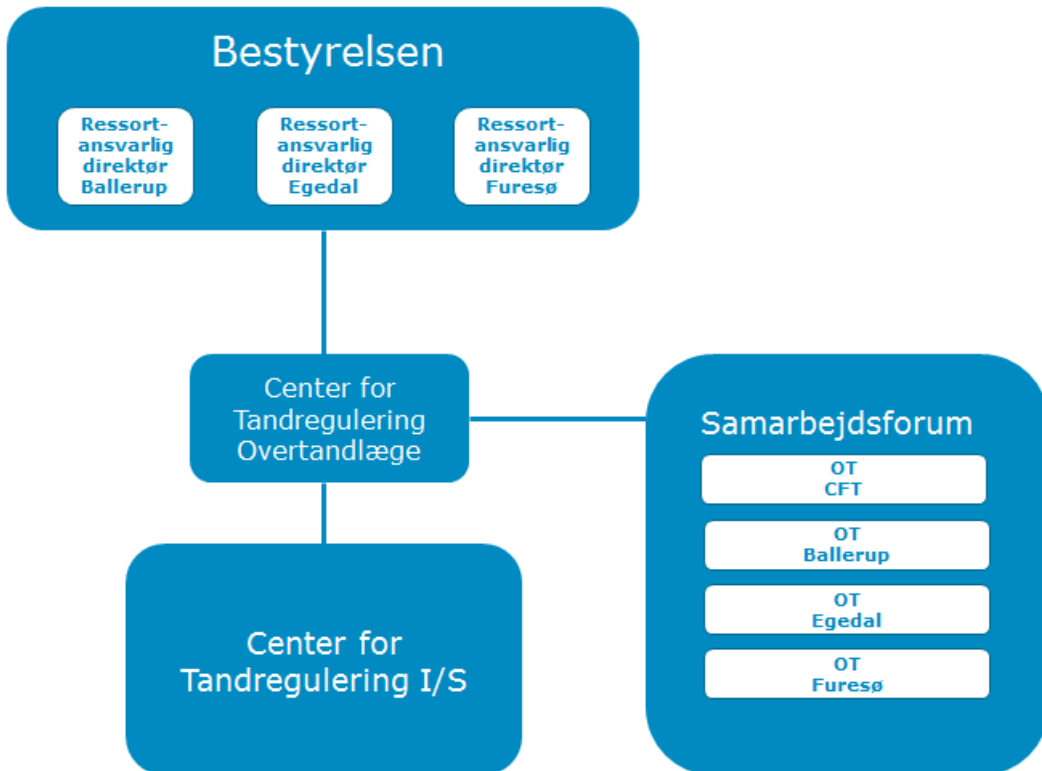 Bestyrelsen
Ressort-
ansvarlig
direktør
Ballerup
Ressort-
ansvarlig
direktør
Egedal
Ressort-
ansvarlig
direktør
Furesø
Center for
Tandregulering
Overtandlæge
Samarbejdsforum
OT
CFT
OT
Ballerup
OT
Egedal
OT
Furesø
Center for
Tandregulering I/S